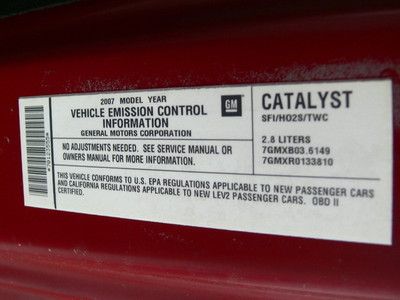 2007 MODEL YEAR
VEHICLE EMISSION CONTROL
INFORMATION
GENERAL MOTORS CORPORATION
GM
CATALYST
SFI/HO2S/TWC
NO ADJUSTMENTS NEEDED. SEE SERVICE MANUAL OR
OWNERS MANUAL FOR MORE INFORMATION.
2.8 LITERS
7GMXB03.6149
7GMXR0133810
THIS VEHICLE CONFORMS TO U.S. EPA REGULATIONS APPLICABLE TO NEW PASSENGER CARS
AND CALIFORNIA REGULATIONS APPLICABLE TO NEW LEV2 PASSENGER CARS. OBD II
CERTIFIED.